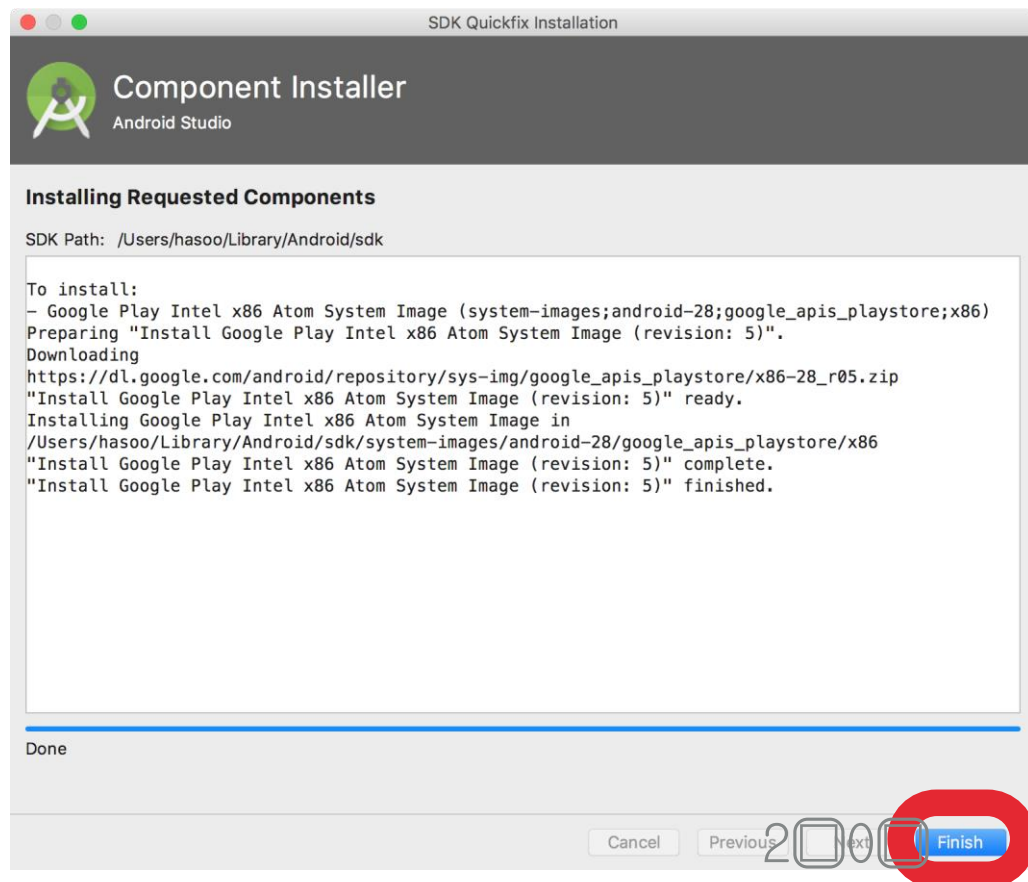 SDK Quickfix Installation
Component Installer
Android Studio
Installing Requested Components
SDK Path: /Users/hasoo/Library/Android/sdk
To install:
– Google Play Intel x86 Atom System Image (system-images;android-28;google_apis_playstore;x86)
Preparing "Install Google Play Intel x86 Atom System Image (revision: 5)".
Downloading
https://dl.google.com/android/repository/sys-img/google_apis_playstore/x86-28_r05.zip
"Install Google Play Intel x86 Atom System Image (revision: 5)" ready.
Installing Google Play Intel x86 Atom System Image in
/Users/hasoo/Library/Android/sdk/system-images/android-28/google_apis_playstore/x86
"Install Google Play Intel x86 Atom System Image (revision: 5)" complete.
"Install Google Play Intel x86 Atom System Image (revision: 5)" finished.
Done
Cancel Previous Next Finish